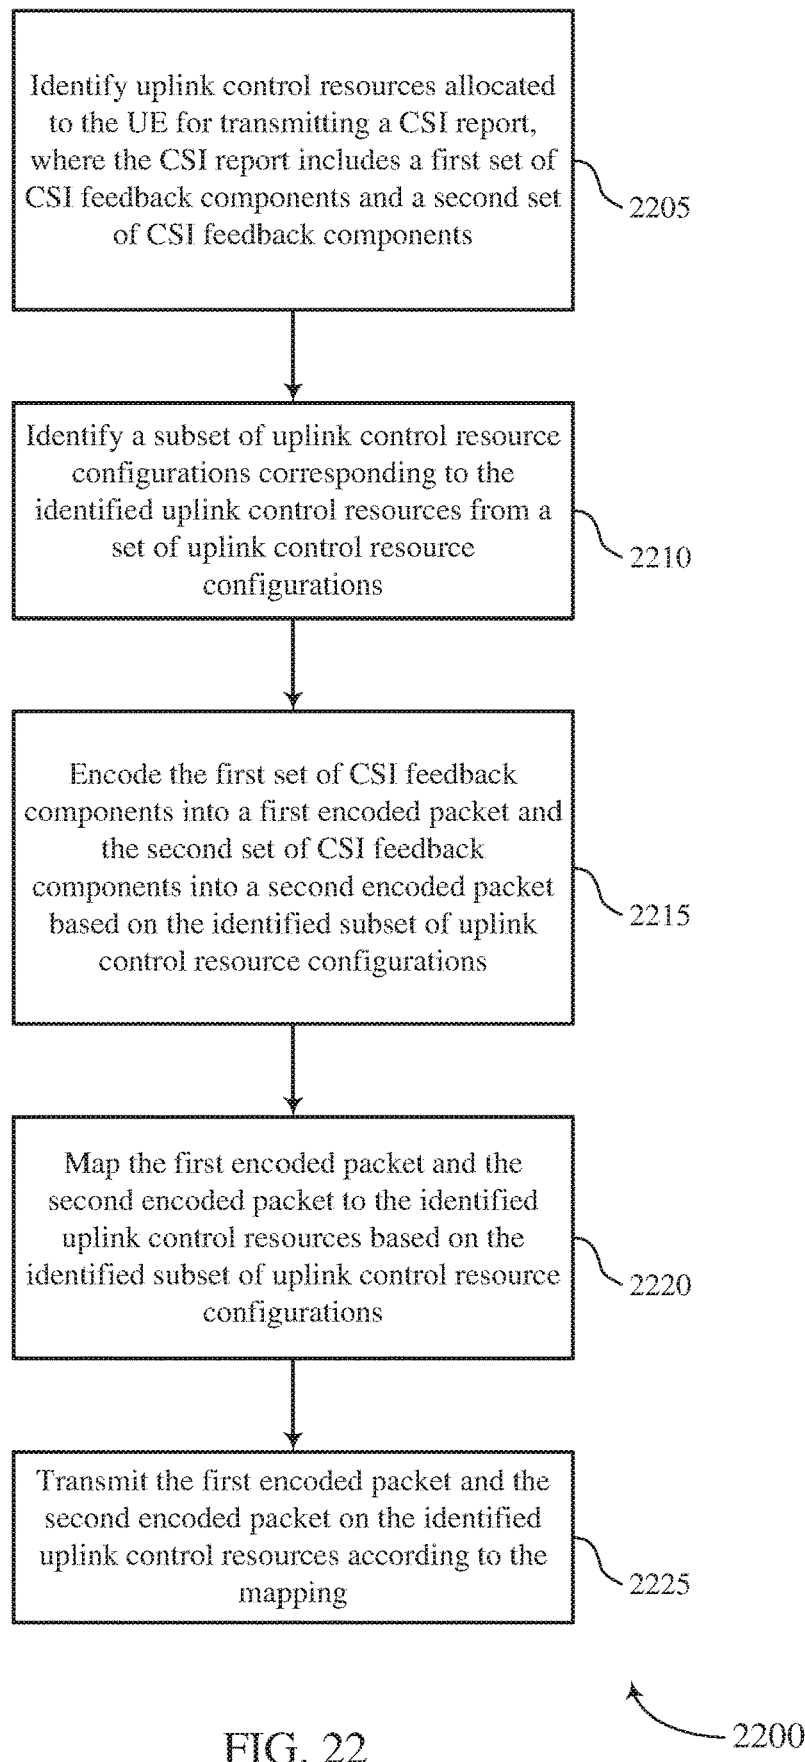 Identify uplink control resources allocated
to the UE for transmitting a CSI report,
where the CSI report includes a first set of
CSI feedback components and a second set
of CSI feedback components
2205
Identify a subset of uplink control resource
configurations corresponding to the
identified uplink control resources from a
set of uplink control resource
configurations
2210
Encode the first set of CSI feedback
components into a first encoded packet and
the second set of CSI feedback
components into a second encoded packet
based on the identified subset of uplink
control resource configurations
2215
Map the first encoded packet and the
second encoded packet to the identified
uplink control resources based on the
identified subset of uplink control resource
configurations
2220
Transmit the first encoded packet and the
second encoded packet on the identified
uplink control resources according to the
mapping
2225
2200
FIG. 22